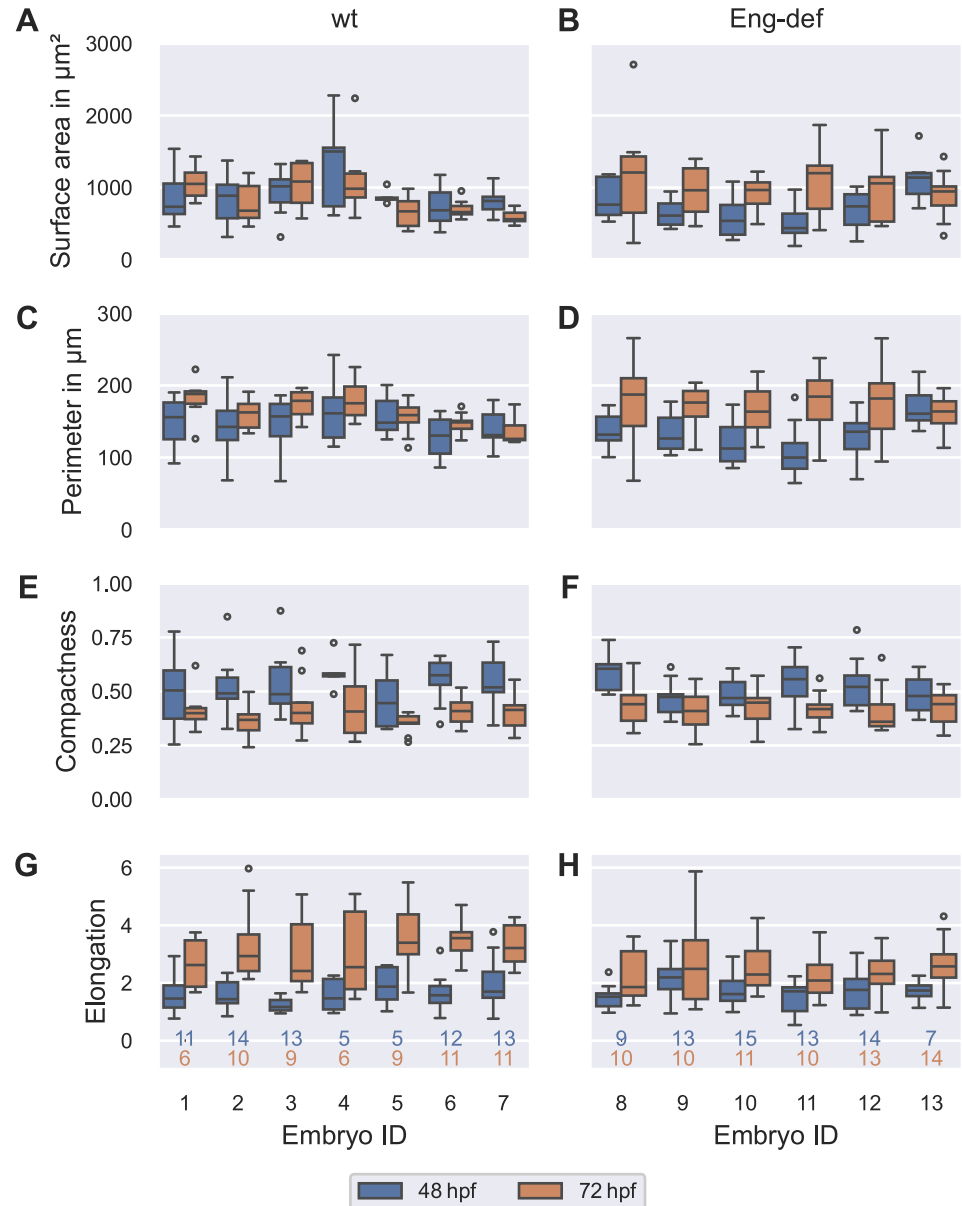 A wt B Eng-def
Surface area in µm²
3000
2000
1000
0
C D
Perimeter in µm
300
200
100
0
E F
Compactness
1.00
0.75
0.50
0.25
0.00
G H
Elongation
6
4
2
0
11 14 13 5 5 12 13 9 13 15 13 14 7
6 10 9 6 9 11 11 10 10 11 10 13 14
1 2 3 4 5 6 7 8 9 10 11 12 13
Embryo ID Embryo ID
48 hpf 72 hpf